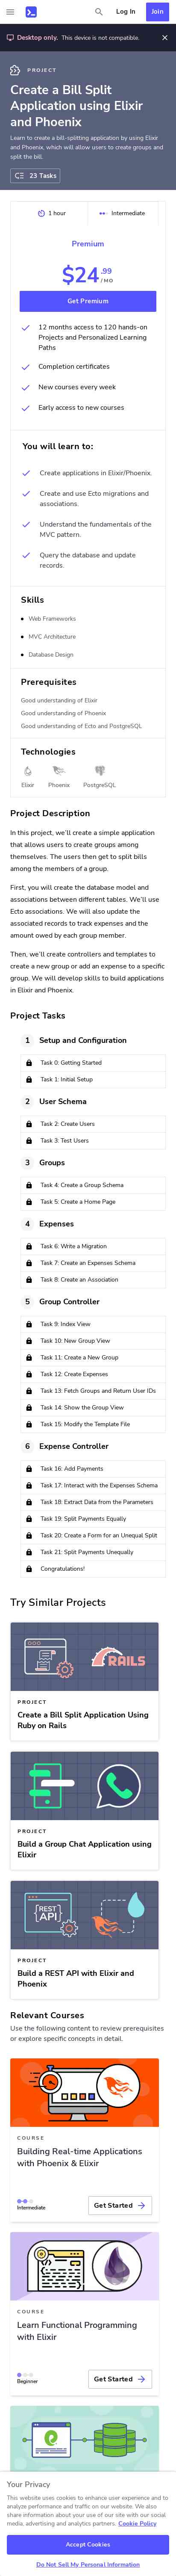 Log In
Join
Desktop only. This device is not compatible.
PROJECT
Create a Bill Split
Application using Elixir
and Phoenix
Learn to create a bill-splitting application by using Elixir
and Phoenix, which will allow users to create groups and
split the bill.
23 Tasks
1 hour
Intermediate
Premium
$24.99
/ MO
Get Premium
12 months access to 120 hands-on
Projects and Personalized Learning
Paths
Completion certificates
New courses every week
Early access to new courses
You will learn to:
Create applications in Elixir/Phoenix.
Create and use Ecto migrations and
associations.
Understand the fundamentals of the
MVC pattern.
Query the database and update
records.
Skills
Web Frameworks
MVC Architecture
Database Design
Prerequisites
Good understanding of Elixir
Good understanding of Phoenix
Good understanding of Ecto and PostgreSQL
Technologies
Elixir
Phoenix
PostgreSQL
Project Description
In this project, we’ll create a simple application
that allows users to create groups among
themselves. The users then get to split bills
among the members of a group.
First, you will create the database model and
associations between different tables. We’ll use
Ecto associations. We will also update the
associated records to track expenses and the
amount owed by each group member.
Then, we’ll create controllers and templates to
create a new group or add an expense to a specific
group. We will develop skills to build applications
in Elixir and Phoenix.
Project Tasks
1
Setup and Configuration
Task 0: Getting Started
Task 1: Initial Setup
2
User Schema
Task 2: Create Users
Task 3: Test Users
3
Groups
Task 4: Create a Group Schema
Task 5: Create a Home Page
4
Expenses
Task 6: Write a Migration
Task 7: Create an Expenses Schema
Task 8: Create an Association
5
Group Controller
Task 9: Index View
Task 10: New Group View
Task 11: Create a New Group
Task 12: Create Expenses
Task 13: Fetch Groups and Return User IDs
Task 14: Show the Group View
Task 15: Modify the Template File
6
Expense Controller
Task 16: Add Payments
Task 17: Interact with the Expenses Schema
Task 18: Extract Data from the Parameters
Task 19: Split Payments Equally
Task 20: Create a Form for an Unequal Split
Task 21: Split Payments Unequally
Congratulations!
Try Similar Projects
RAILS
PROJECT
Create a Bill Split Application Using
Ruby on Rails
PROJECT
Build a Group Chat Application using
Elixir
REST
API
PROJECT
Build a REST API with Elixir and
Phoenix
Relevant Courses
Use the following content to review prerequisites
or explore specific concepts in detail.
COURSE
Building Real-time Applications
with Phoenix & Elixir
Intermediate
Get Started
COURSE
Learn Functional Programming
with Elixir
Beginner
Get Started
Your Privacy
This website uses cookies to enhance user experience and to
analyze performance and traffic on our website. We also
share information about your use of our site with our social
media, advertising and analytics partners. Cookie Policy
Accept Cookies
Do Not Sell My Personal Information